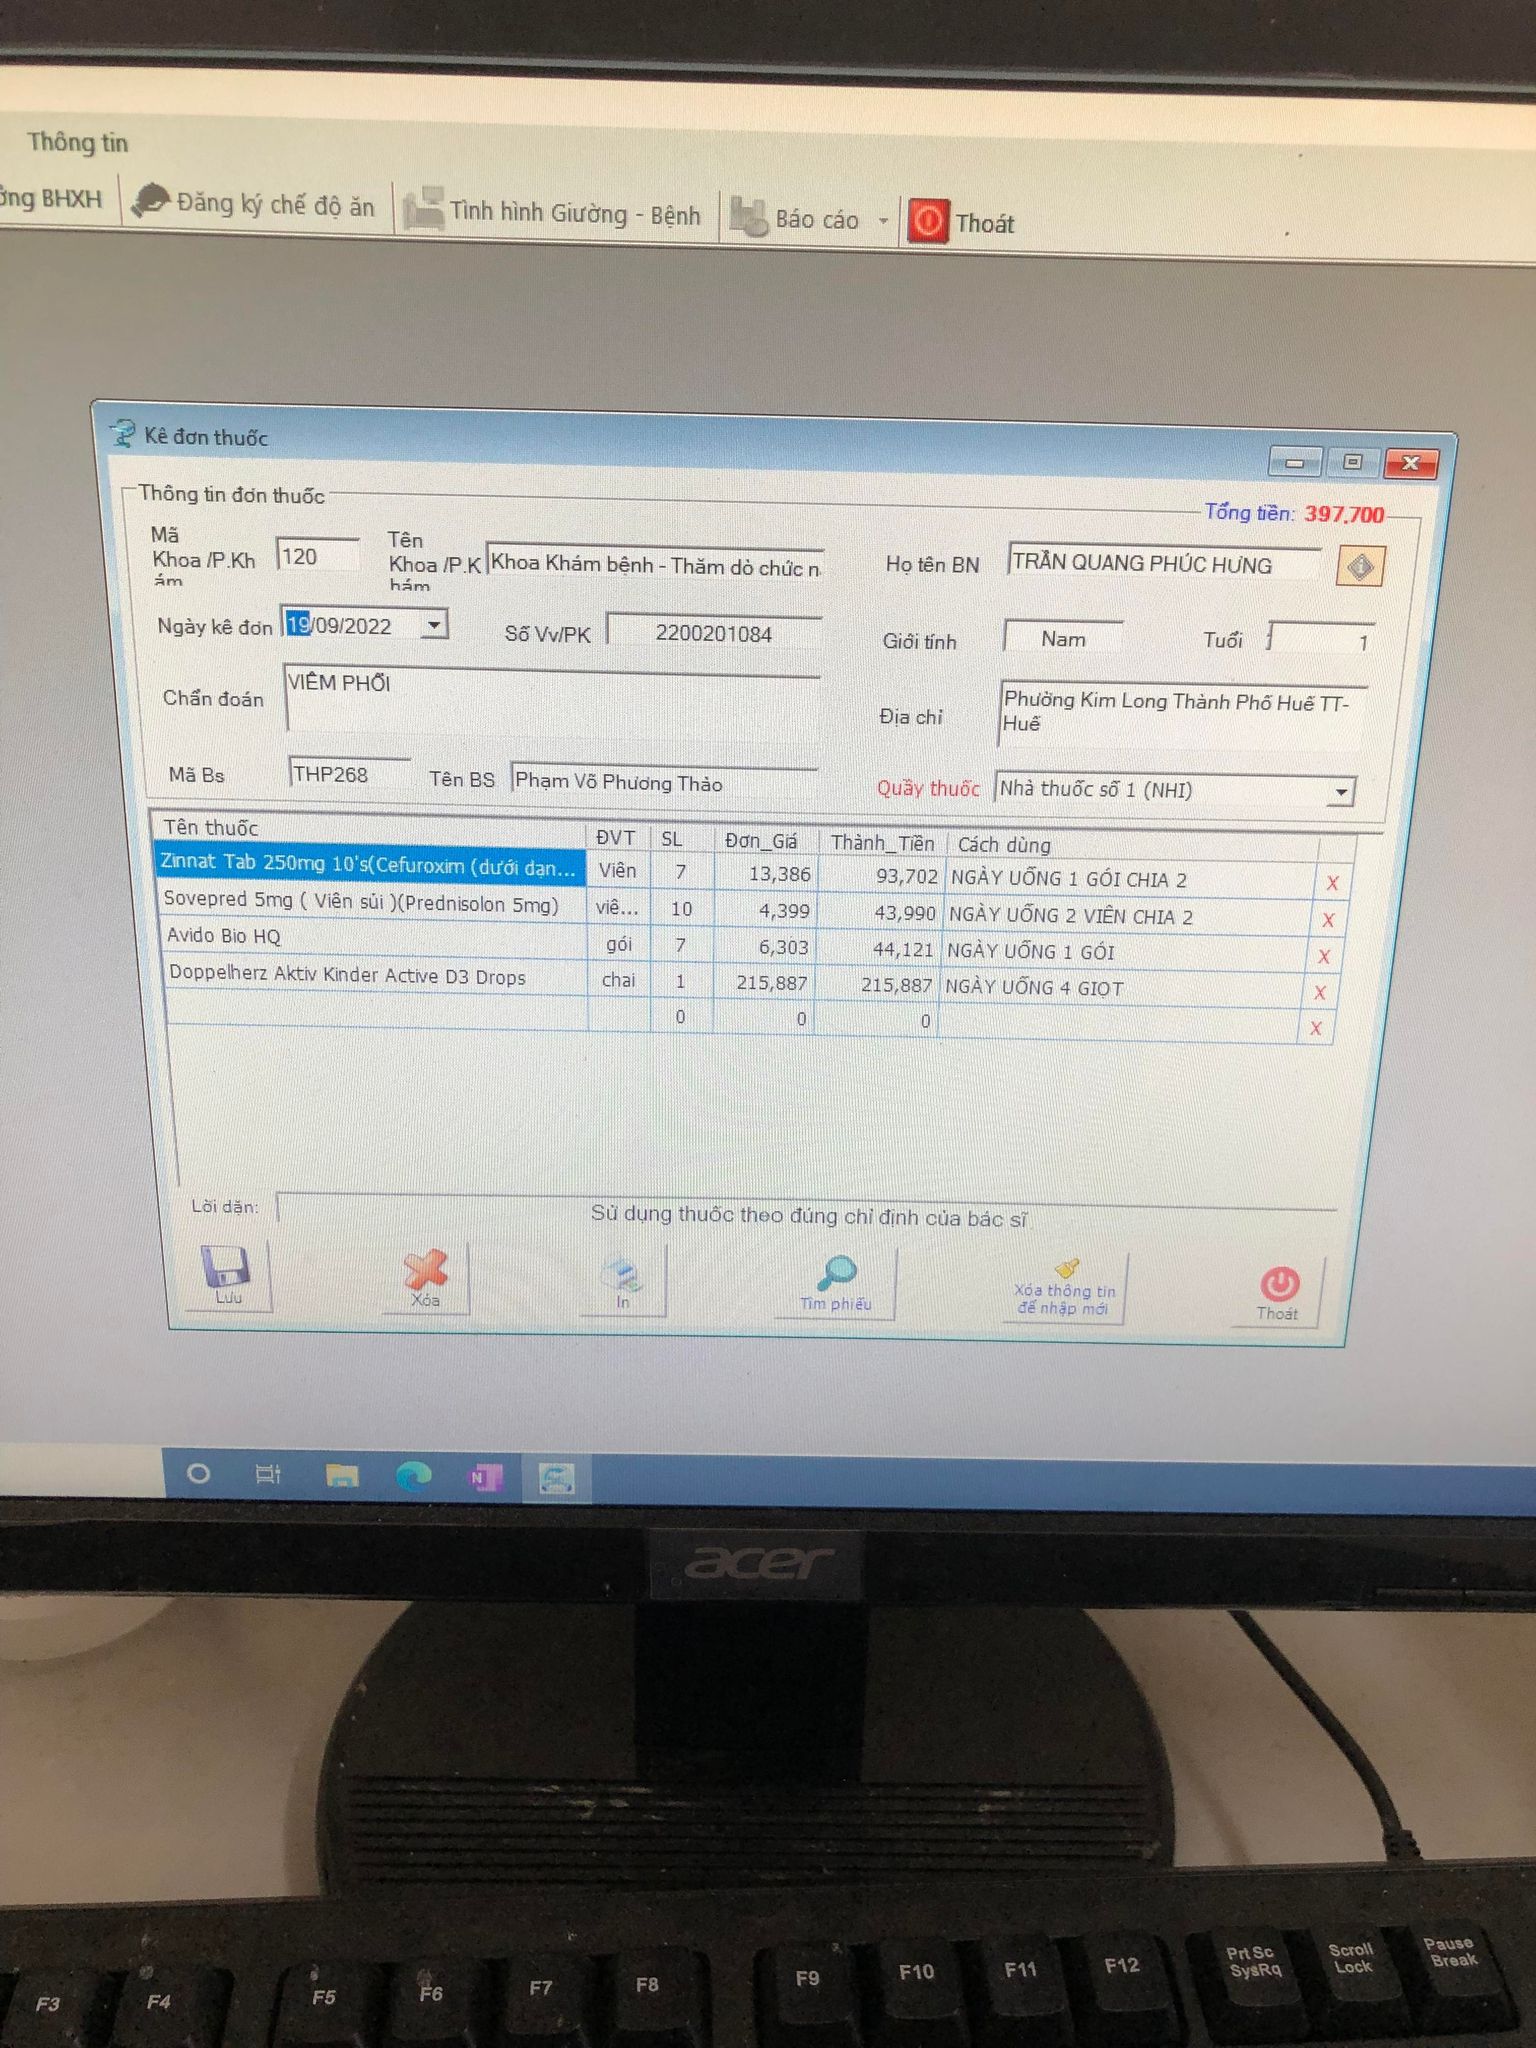 Thông tin
ởng BHXH
Đăng ký chế độ ăn
Tình hình Giường - Bệnh
Báo cáo
Thoát
Kê đơn thuốc
Thông tin đơn thuốc
Tổng tiền: 397,700
Mã Khoa /P.Kh ám
120
Tên Khoa /P.K hám
Khoa Khám bệnh - Thăm dò chức n
Họ tên BN
TRẦN QUANG PHÚC HƯNG
Ngày kê đơn
19/09/2022
Số Vv/PK
2200201084
Giới tính
Nam
Tuổi
1
Chẩn đoán
VIÊM PHỔI
Địa chỉ
Phường Kim Long Thành Phố Huế TT-
Huế
Mã Bs
THP268
Tên BS
Phạm Võ Phương Thảo
Quầy thuốc
Nhà thuốc số 1 (NHI)
Tên thuốc ĐVT SL Đơn_Giá Thành_Tiền Cách dùng
Zinnat Tab 250mg 10's(Cefuroxim (dưới dạn... Viên 7 13,386 93,702 NGÀY UỐNG 1 GÓI CHIA 2 X
Sovepred 5mg ( Viên sủi )(Prednisolon 5mg) viê... 10 4,399 43,990 NGÀY UỐNG 2 VIÊN CHIA 2 X
Avido Bio HQ gói 7 6,303 44,121 NGÀY UỐNG 1 GÓI X
Doppelherz Aktiv Kinder Active D3 Drops chai 1 215,887 215,887 NGÀY UỐNG 4 GIỌT X
0 0 0 X
Lời dặn:
Sử dụng thuốc theo đúng chỉ định của bác sĩ
Lưu
Xóa
In
Tìm phiếu
Xóa thông tin
để nhập mới
Thoát
N
acer
F3
F4
F5
F6
F7
F8
F9
F10
F11
F12
Prt Sc
SysRq
Scroll
Lock
Pause
Break